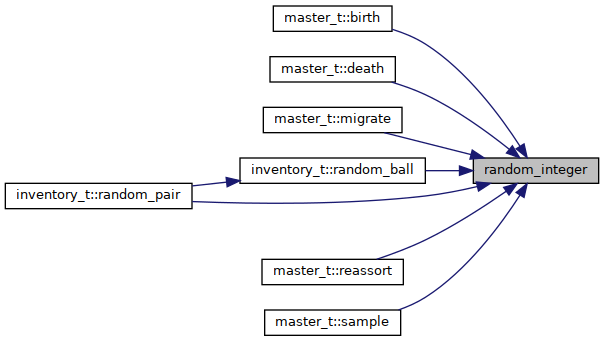 master_t::birth
master_t::death
master_t::migrate
inventory_t::random_ball
random_integer
inventory_t::random_pair
master_t::reassort
master_t::sample